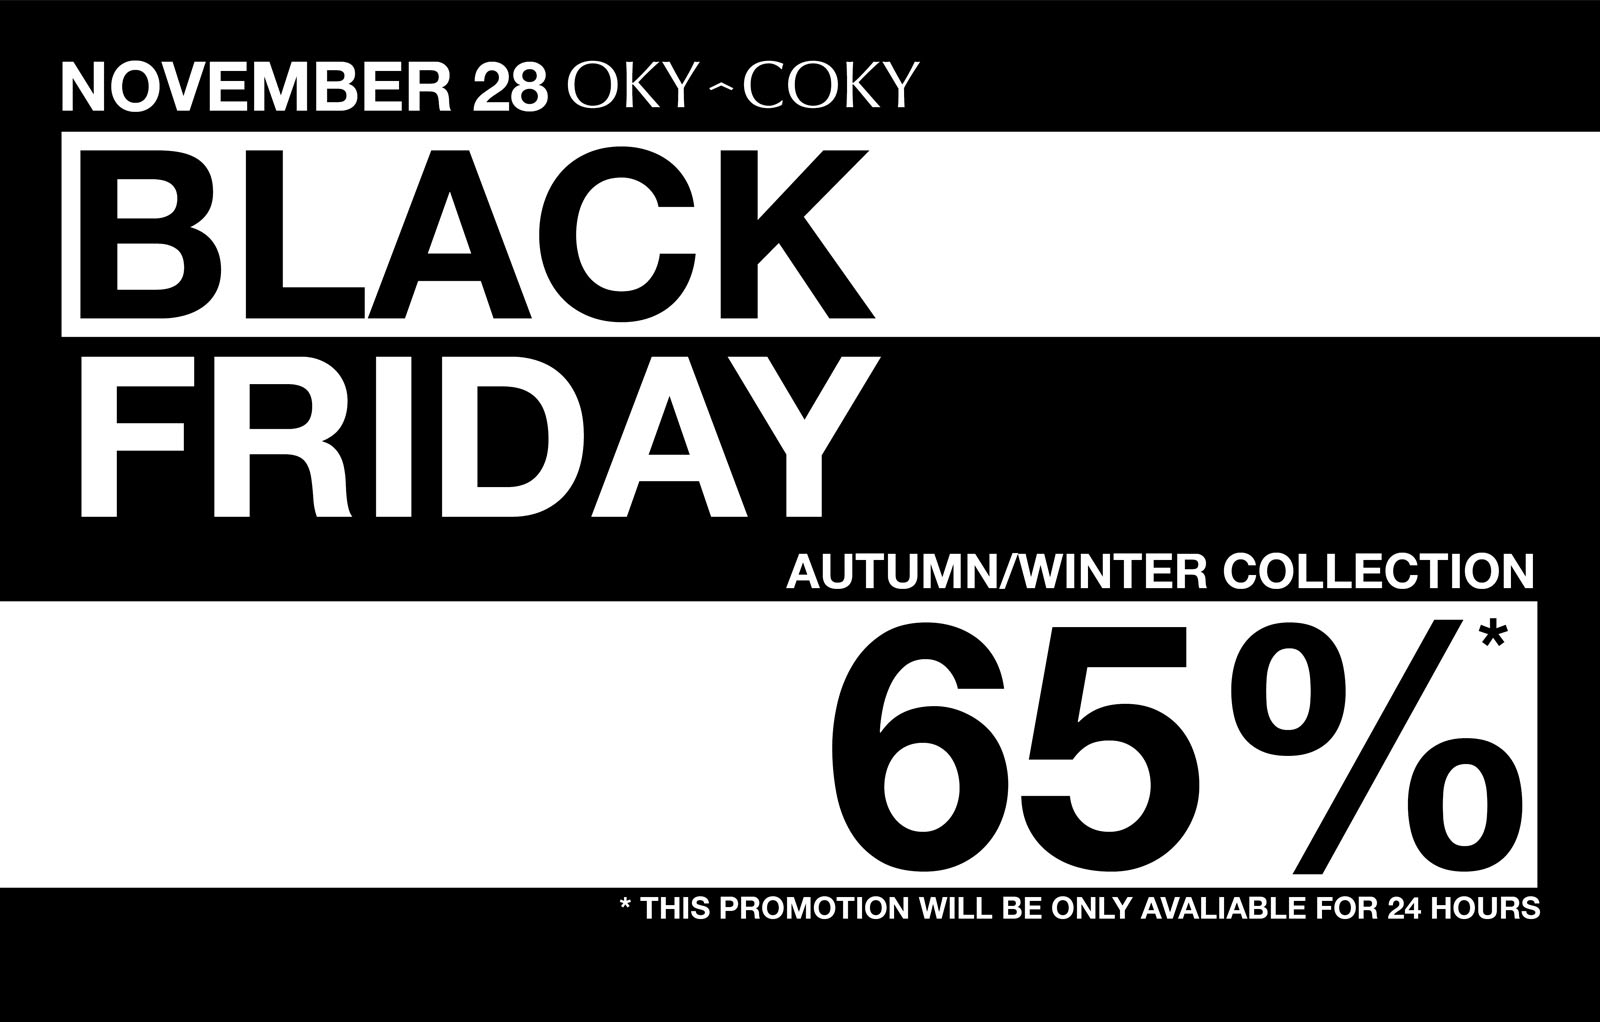 NOVEMBER 28 OKY-COKY
BLACK
FRIDAY
AUTUMN/WINTER COLLECTION
65%*
* THIS PROMOTION WILL BE ONLY AVALIABLE FOR 24 HOURS